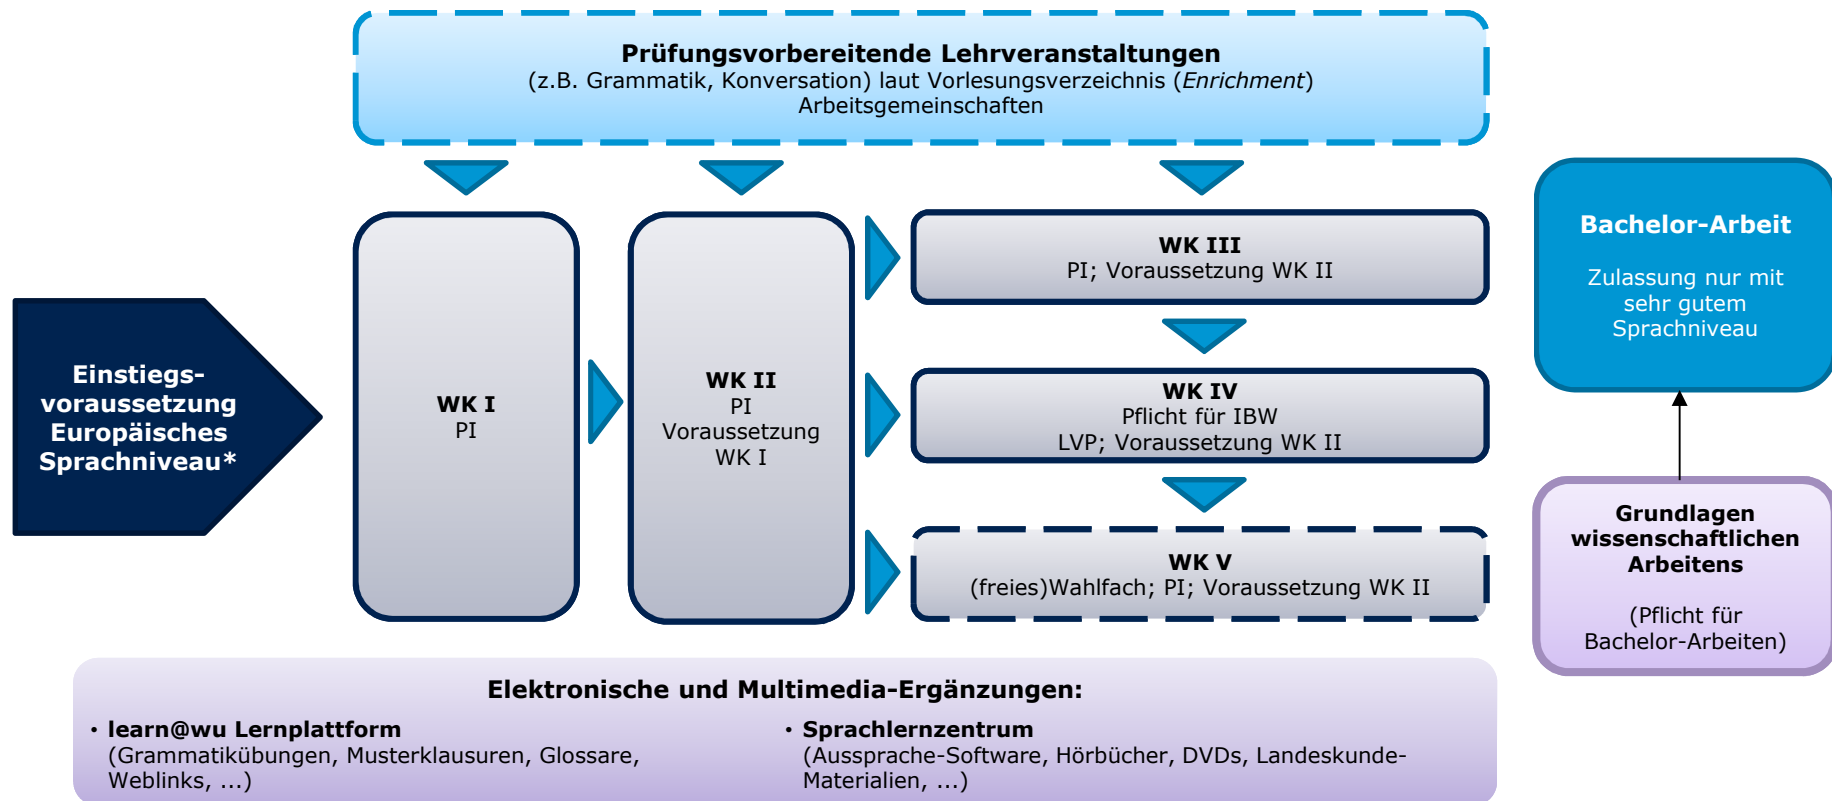 Prüfungsvorbereitende Lehrveranstaltungen
(z.B. Grammatik, Konversation) laut Vorlesungsverzeichnis (Enrichment)
Arbeitsgemeinschaften
Einstiegs-
voraussetzung
Europäisches
Sprachniveau*
WK I
PI
WK II
PI
Voraussetzung
WK I
WK III
PI; Voraussetzung WK II
WK IV
Pflicht für IBW
LVP; Voraussetzung WK II
WK V
(freies)Wahlfach; PI; Voraussetzung WK II
Bachelor-Arbeit
Zulassung nur mit
sehr gutem
Sprachniveau
Grundlagen
wissenschaftlichen
Arbeitens
(Pflicht für
Bachelor-Arbeiten)
Elektronische und Multimedia-Ergänzungen:
• learn@wu Lernplattform
(Grammatikübungen, Musterklausuren, Glossare,
Weblinks, ...)
• Sprachlernzentrum
(Aussprache-Software, Hörbücher, DVDs, Landeskunde-
Materialien, ...)